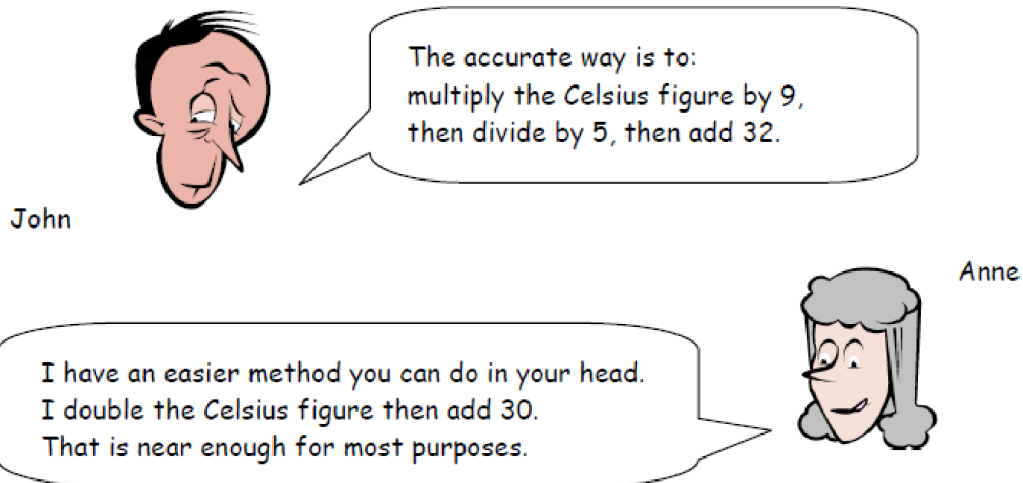 The accurate way is to:
multiply the Celsius figure by 9,
then divide by 5, then add 32.
John
Anne
I have an easier method you can do in your head.
I double the Celsius figure then add 30.
That is near enough for most purposes.